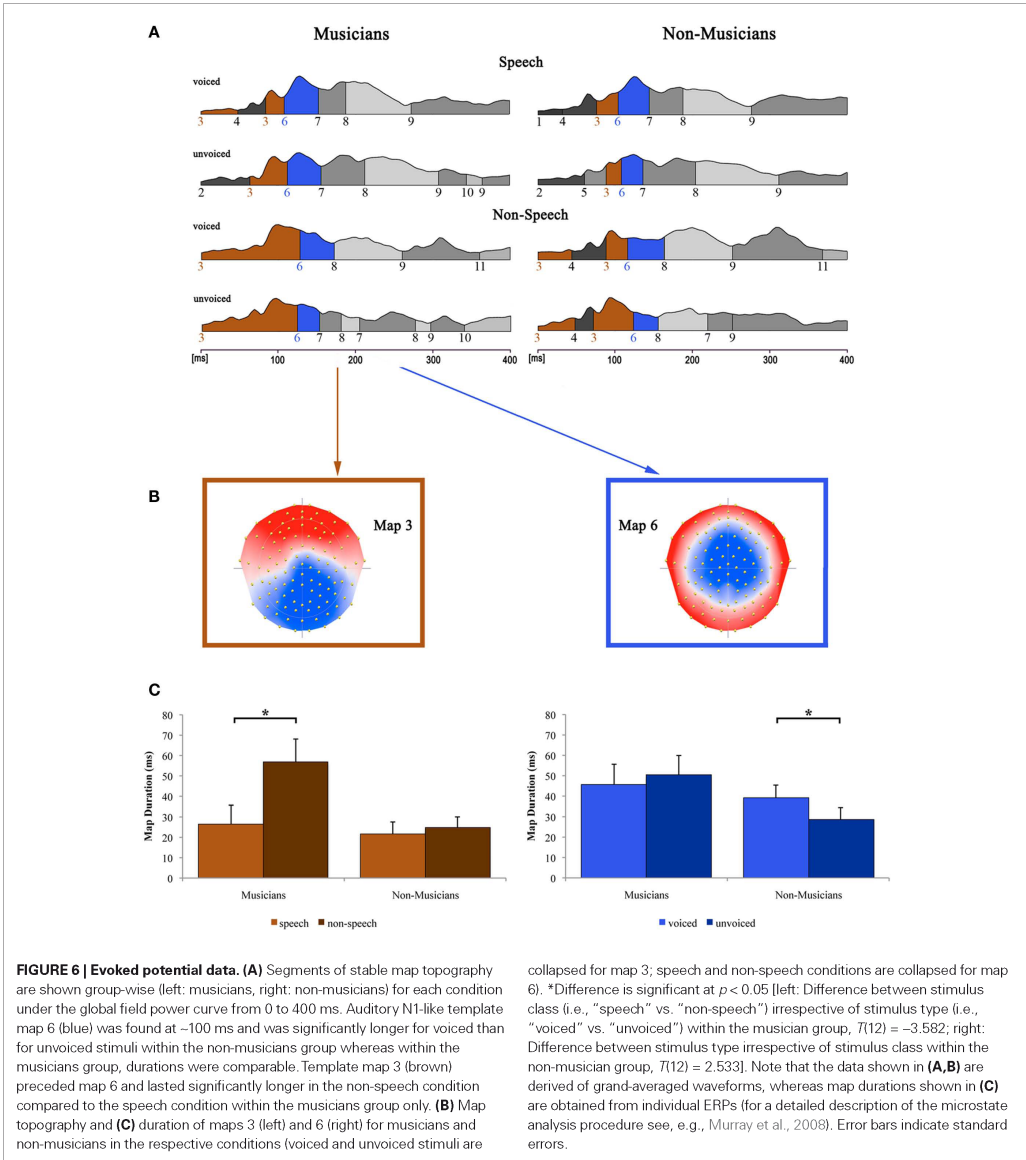 A
Musicians
Non-Musicians
Speech
voiced
3 4 3 6 7 8 9
1 4 3 6 7 8 9
unvoiced
2 3 6 7 8 9 10 9
2 5 3 6 7 8 9
Non-Speech
voiced
3 6 8 9 11
3 4 3 6 8 9 11
unvoiced
3 6 7 8 7 8 9 10
3 4 3 6 8 7 9
[ms] 100 200 300 400
100 200 300 400
B
Map 3
Map 6
C
80
70
60
50
40
30
20
10
0
Map Duration (ms)
*
Musicians
Non-Musicians
speech non-speech
80
70
60
50
40
30
20
10
0
Map Duration (ms)
*
Musicians
Non-Musicians
voiced unvoiced
FIGURE 6 | Evoked potential data. (A) Segments of stable map topography
are shown group-wise (left: musicians, right: non-musicians) for each condition
under the global field power curve from 0 to 400 ms. Auditory N1-like template
map 6 (blue) was found at ~100 ms and was significantly longer for voiced than
for unvoiced stimuli within the non-musicians group whereas within the
musicians group, durations were comparable. Template map 3 (brown)
preceded map 6 and lasted significantly longer in the non-speech condition
compared to the speech condition within the musicians group only. (B) Map
topography and (C) duration of maps 3 (left) and 6 (right) for musicians and
non-musicians in the respective conditions (voiced and unvoiced stimuli are
collapsed for map 3; speech and non-speech conditions are collapsed for map
6). *Difference is significant at p < 0.05 [left: Difference between stimulus
class (i.e., “speech” vs. “non-speech”) irrespective of stimulus type (i.e.,
“voiced” vs. “unvoiced”) within the musician group, T(12) = –3.582; right:
Difference between stimulus type irrespective of stimulus class within the
non-musician group, T(12) = 2.533]. Note that the data shown in (A,B) are
derived of grand-averaged waveforms, whereas map durations shown in (C)
are obtained from individual ERPs (for a detailed description of the microstate
analysis procedure see, e.g., Murray et al., 2008). Error bars indicate standard
errors.